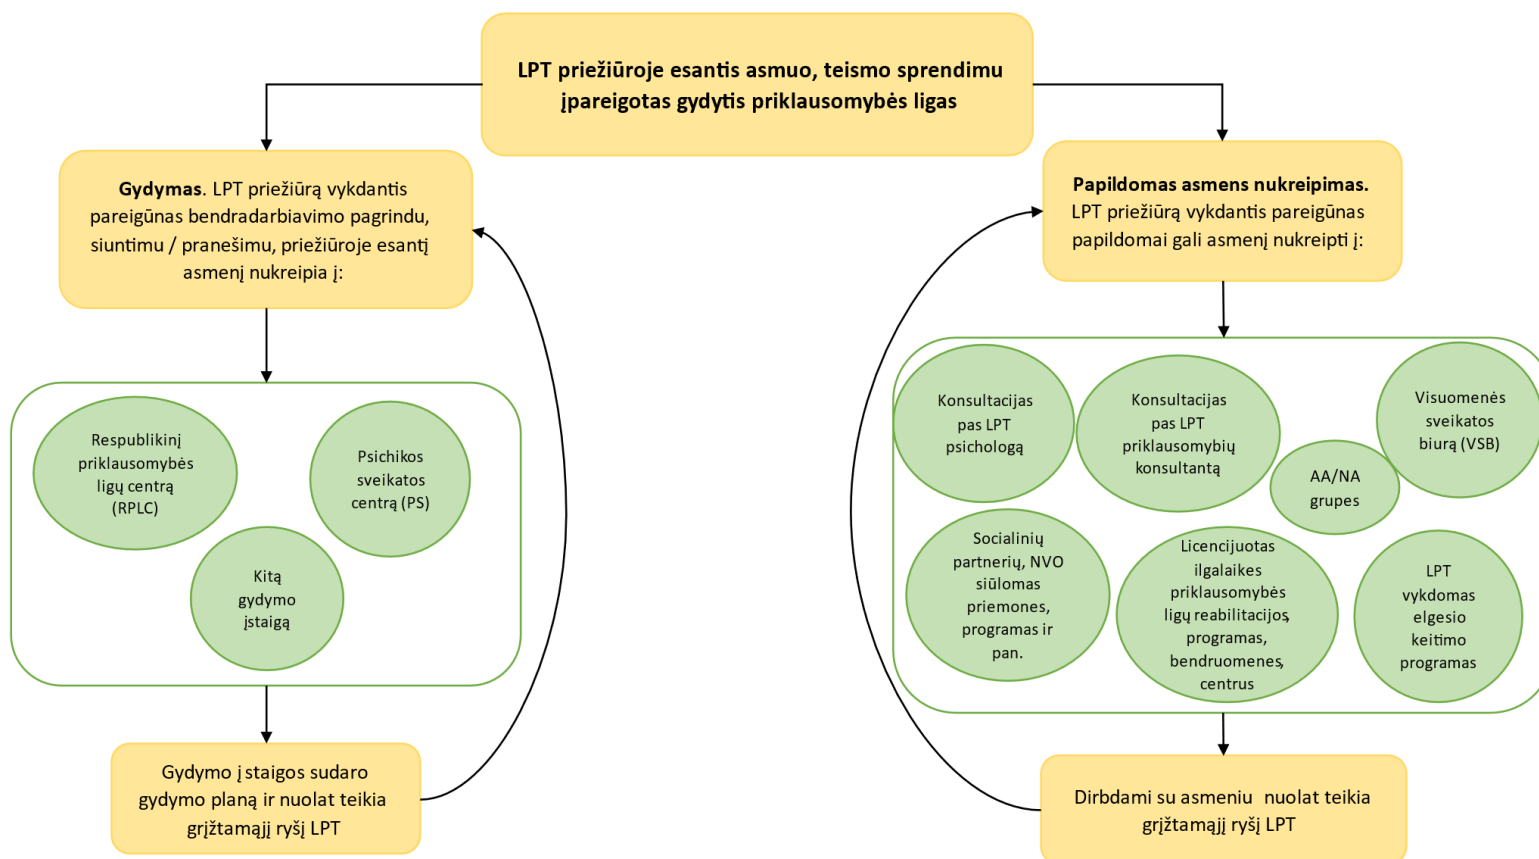 LPT priežiūroje esantis asmuo, teismo sprendimu
įpareigotas gydytis priklausomybės ligas
Gydymas. LPT priežiūrą vykdantis
pareigūnas bendradarbiavimo pagrindu,
siuntimu / pranešimu, priežiūroje esantį
asmenį nukreipia į:
Respublikinį
priklausomybės
ligų centrą
(RPLC)
Psichikos
sveikatos
centrą (PS)
Kitą
gydymo
įstaigą
Gydymo įstaigos sudaro
gydymo planą ir nuolat teikia
grįžtamąjį ryšį LPT
Papildomas asmens nukreipimas.
LPT priežiūrą vykdantis pareigūnas
papildomai gali asmenį nukreipti į:
Konsultacijas
pas LPT
psichologą
Konsultacijas
pas LPT
priklausomybių
konsultantą
AA/NA
grupes
Visuomenės
sveikatos
biurą (VSB)
Socialinių
partnerių, NVO
siūlomas
priemones,
programas ir
pan.
Licencijuotas
ilgalaikes
priklausomybės
ligų reabilitacijos,
programas,
bendruomenes,
centrus
LPT
vykdomas
elgesio
keitimo
programas
Dirbdami su asmeniu nuolat teikia
grįžtamąjį ryšį LPT